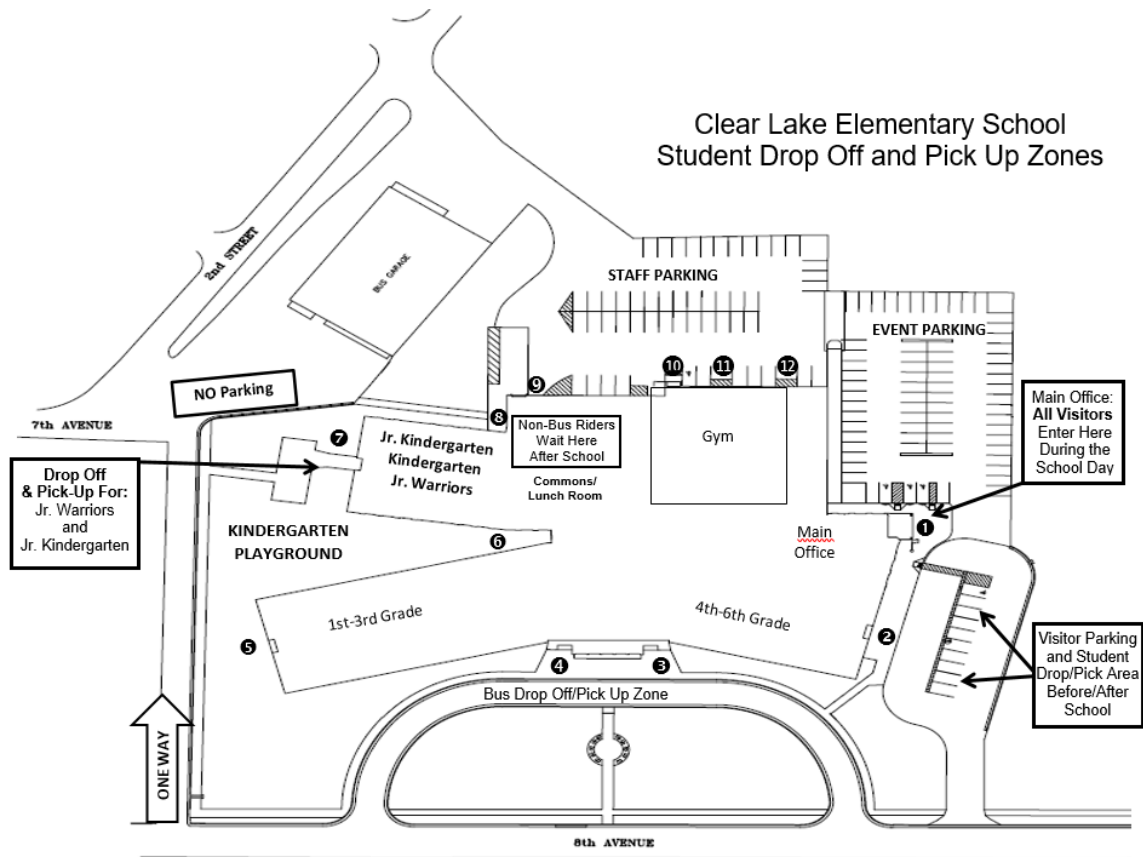 Clear Lake Elementary School
Student Drop Off and Pick Up Zones
2nd STREET
BUS GARAGE
STAFF PARKING
EVENT PARKING
NO Parking
7th AVENUE
10
11
12
9
8
7
Main Office:
All Visitors
Enter Here
During the
School Day
Jr. Kindergarten
Kindergarten
Jr. Warriors
Non-Bus Riders
Wait Here
After School
Commons/
Lunch Room
Gym
Drop Off
& Pick-Up For:
Jr. Warriors
and
Jr. Kindergarten
KINDERGARTEN
PLAYGROUND
6
Main
Office
1
1st-3rd Grade
4th-6th Grade
5
2
4
3
Visitor Parking
and Student
Drop/Pick Area
Before/After
School
Bus Drop Off/Pick Up Zone
ONE WAY
8th AVENUE